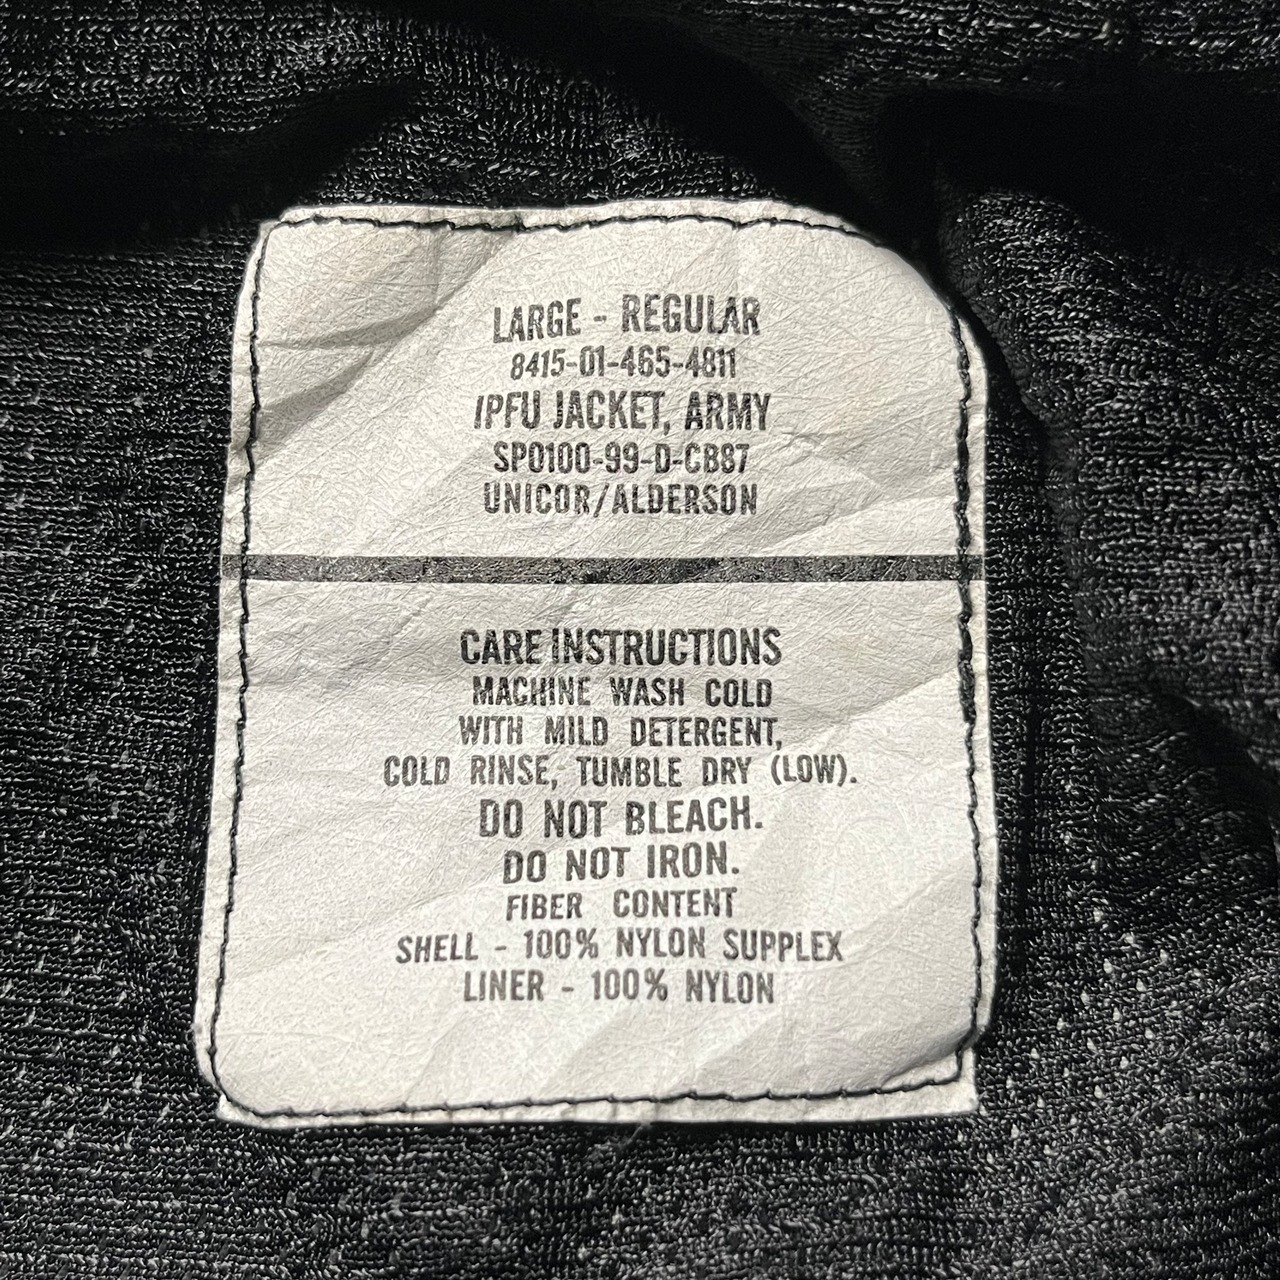 LARGE - REGULAR
8415-01-465-4811
IPFU JACKET, ARMY
SP0100-99-D-CB87
UNICOR/ALDERSON
CARE INSTRUCTIONS
MACHINE WASH COLD
WITH MILD DETERGENT,
COLD RINSE, TUMBLE DRY (LOW).
DO NOT BLEACH.
DO NOT IRON.
FIBER CONTENT
SHELL - 100% NYLON SUPPLEX
LINER - 100% NYLON